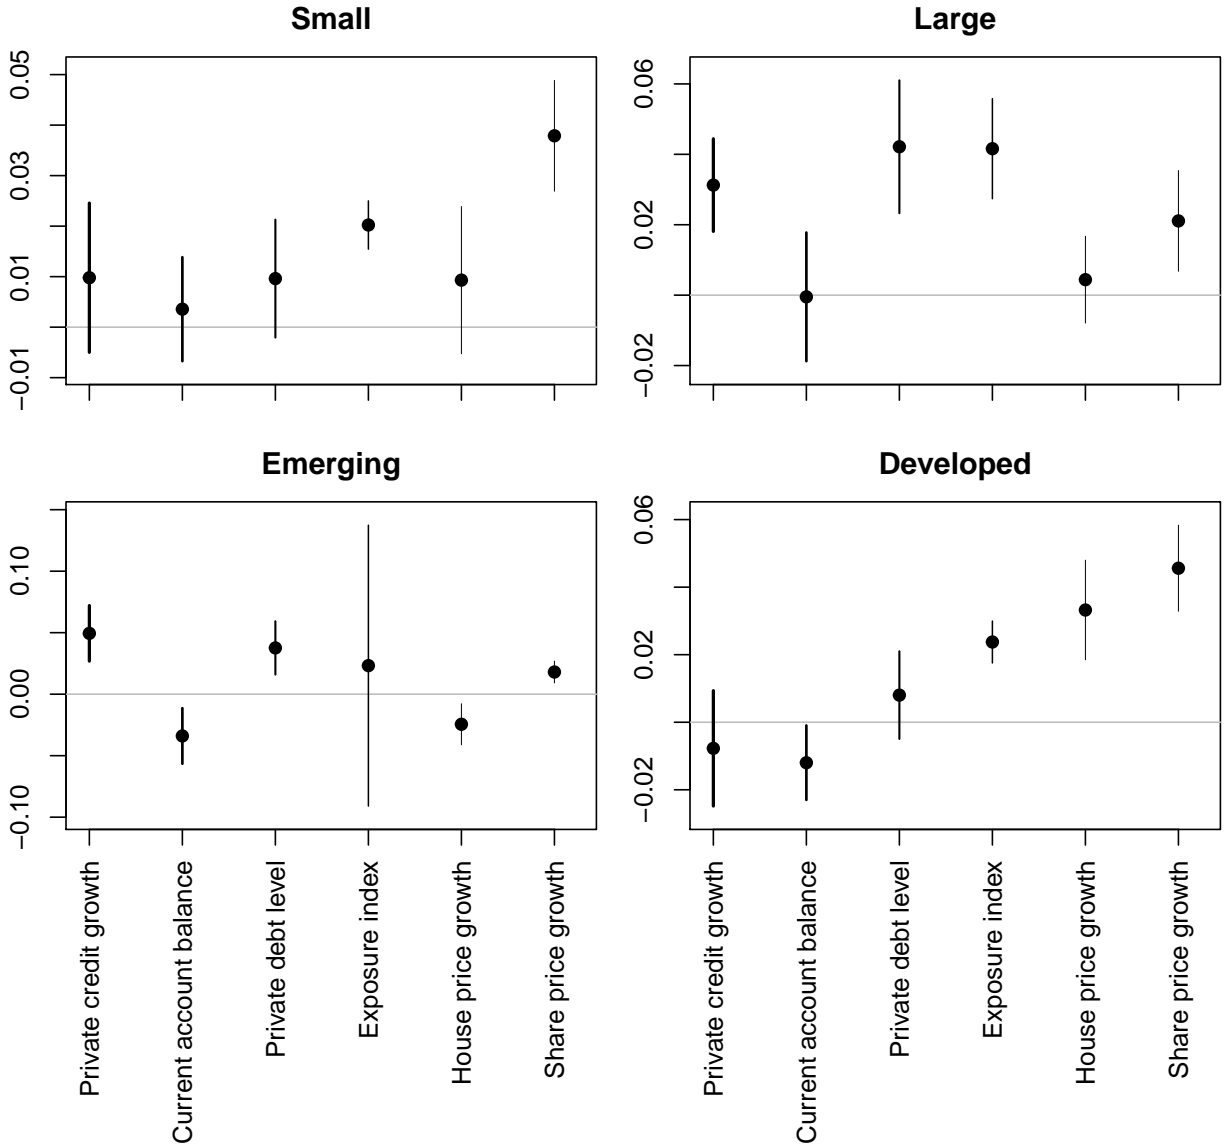 Small
0.05
0.03
0.01
−0.01
Large
0.06
0.02
−0.02
Emerging
0.10
0.00
−0.10
Developed
0.06
0.02
−0.02
Private credit growth
Current account balance
Private debt level
Exposure index
House price growth
Share price growth
Private credit growth
Current account balance
Private debt level
Exposure index
House price growth
Share price growth